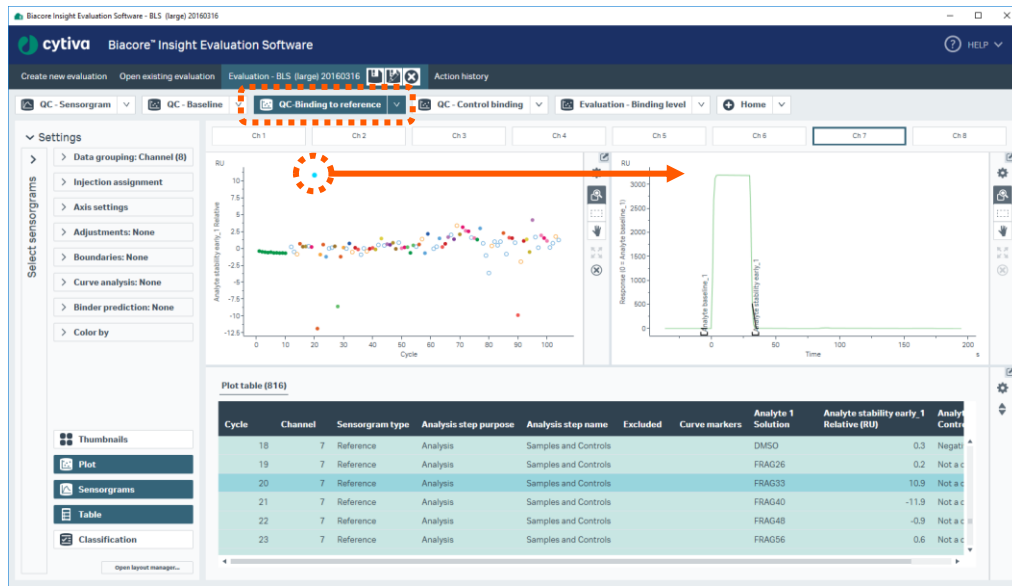 Biacore Insight Evaluation Software - BLS (large) 20160316
cytiva Biacore™ Insight Evaluation Software
HELP
Create new evaluation Open existing evaluation Evaluation - BLS (large) 20160316 Action history
QC - Sensorgram QC - Baseline QC-Binding to reference QC - Control binding Evaluation - Binding level Home
Settings
Select sensorgrams
Data grouping: Channel (8)
Injection assignment
Axis settings
Adjustments: None
Boundaries: None
Curve analysis: None
Binder prediction: None
Color by
Thumbnails
Plot
Sensorgrams
Table
Classification
Open layout manager...
Ch 1 Ch 2 Ch 3 Ch 4 Ch 5 Ch 6 Ch 7 Ch 8
RU
Analyte stability early_1 Relative
10
7.5
5
2.5
0
-2.5
-5
-7.5
-10
-12.5
0 10 20 30 40 50 60 70 80 90 100
Cycle
RU
Response (0 = Analyte baseline_1)
3000
2500
2000
1500
1000
500
0
Analyte baseline_1
Analyte stability early_1
0 50 100 150 200
Time s
Plot table (816)
Cycle Channel Sensorgram type Analysis step purpose Analysis step name Excluded Curve markers Analyte 1 Solution Analyte stability early_1 Relative (RU) Analyt Contro
18 7 Reference Analysis Samples and Controls DMSO 0.3 Negati
19 7 Reference Analysis Samples and Controls FRAG26 0.2 Not a c
20 7 Reference Analysis Samples and Controls FRAG33 10.9 Not a c
21 7 Reference Analysis Samples and Controls FRAG40 -11.9 Not a c
22 7 Reference Analysis Samples and Controls FRAG48 -0.9 Not a c
23 7 Reference Analysis Samples and Controls FRAG56 0.6 Not a c